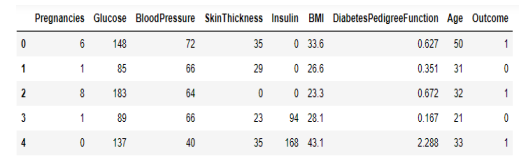 Pregnancies Glucose BloodPressure SkinThickness Insulin BMI DiabetesPedigreeFunction Age Outcome
0 6 148 72 35 0 33.6 0.627 50 1
1 1 85 66 29 0 26.6 0.351 31 0
2 8 183 64 0 0 23.3 0.672 32 1
3 1 89 66 23 94 28.1 0.167 21 0
4 0 137 40 35 168 43.1 2.288 33 1